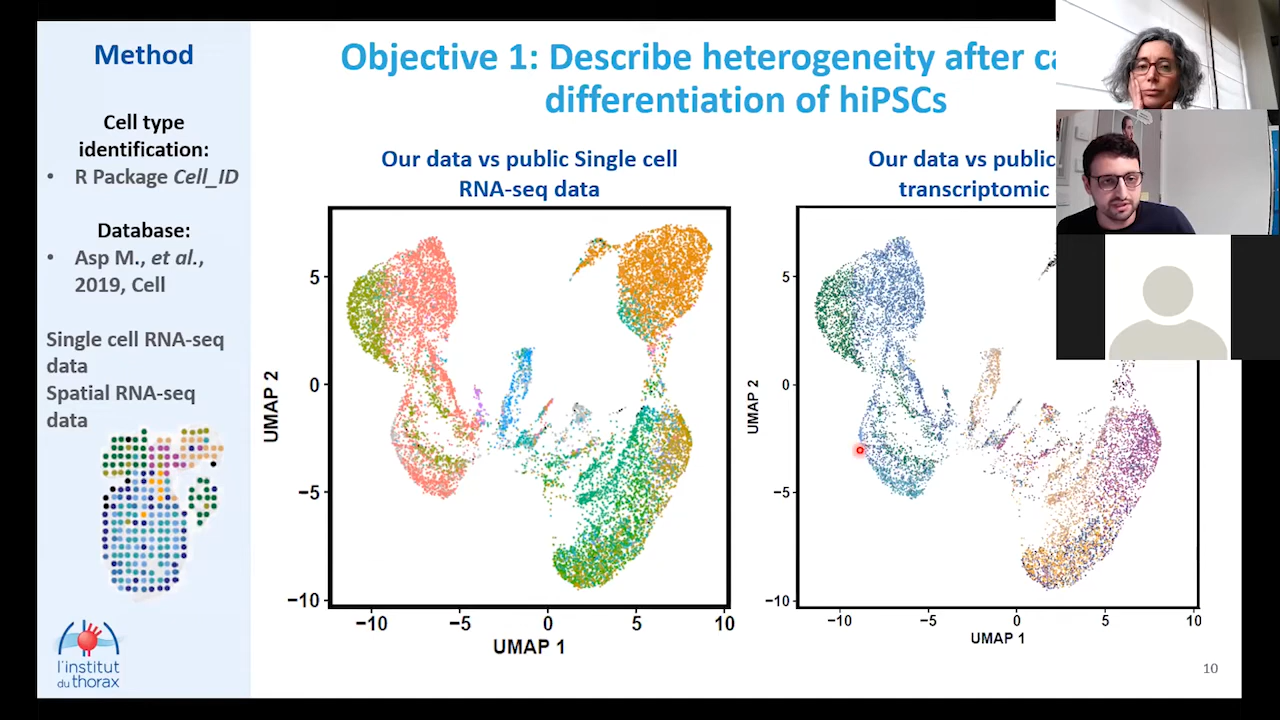 Method
Cell type
identification:
• R Package Cell_ID
Database:
• Asp M., et al.,
2019, Cell
Single cell RNA-seq
data
Spatial RNA-seq
data
l'institut
du thorax
Objective 1: Describe heterogeneity after ca
differentiation of hiPSCs
Our data vs public Single cell
RNA-seq data
UMAP 2
5
0
−5
−10
−10 −5 0 5 10
UMAP 1
Our data vs public
transcriptomic
UMAP 2
5
0
−5
−10
−10 −5 0 5 10
UMAP 1
10